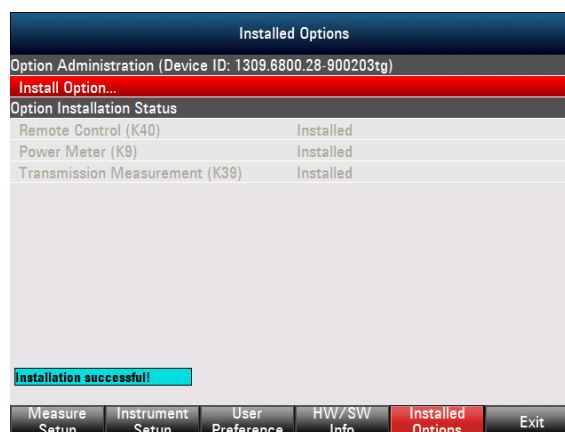 Installed Options
Option Administration (Device ID: 1309.6800.28-900203tg)
Install Option...
Option Installation Status
Remote Control (K40) Installed
Power Meter (K9) Installed
Transmission Measurement (K39) Installed
Installation successful!
Measure Setup
Instrument Setup
User Preference
HW/SW Info
Installed Options
Exit